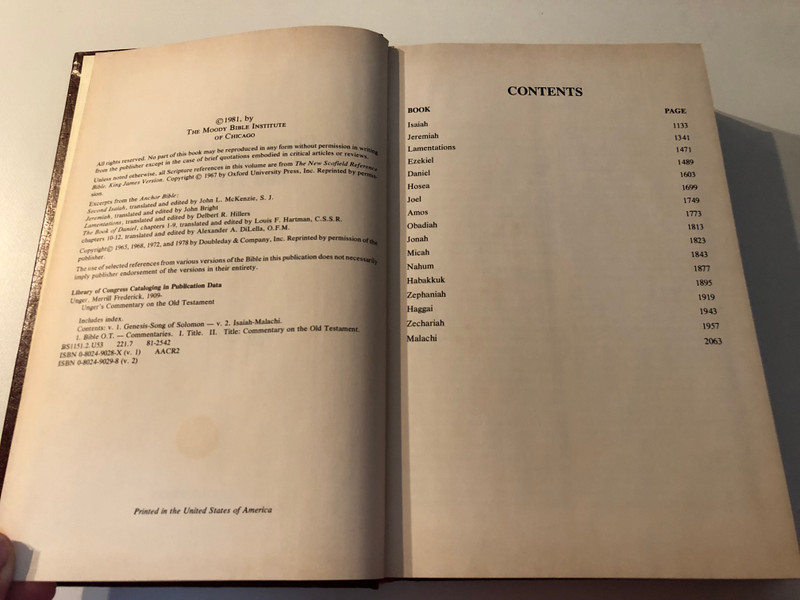 ©1981, by
THE MOODY BIBLE INSTITUTE
OF CHICAGO
All rights reserved. No part of this book may be reproduced in any form without permission in writing
from the publisher except in the case of brief quotations embodied in critical articles or reviews.
Unless noted otherwise, all Scripture references in this volume are from The New Scofield Reference
Bible, King James Version. Copyright © 1967 by Oxford University Press, Inc. Reprinted by permis-
sion.
Excerpts from the Anchor Bible:
Second Isaiah, translated and edited by John L. McKenzie, S. J.
Jeremiah, translated and edited by John Bright
Lamentations, translated and edited by Delbert R. Hillers
The Book of Daniel, chapters 1-9, translated and edited by Louis F. Hartman, C.S.S.R.
chapters 10-12, translated and edited by Alexander A. DiLella, O.F.M.
Copyright© 1965, 1968, 1972, and 1978 by Doubleday & Company, Inc. Reprinted by permission of the
publisher.
The use of selected references from various versions of the Bible in this publication does not necessarily
imply publisher endorsement of the versions in their entirety.
Library of Congress Cataloging in Publication Data
Unger, Merrill Frederick, 1909-
Unger's Commentary on the Old Testament
Includes index.
Contents: v. 1. Genesis-Song of Solomon — v. 2. Isaiah-Malachi.
1. Bible O.T. — Commentaries. I. Title. II. Title: Commentary on the Old Testament.
BS1151.2.U53 221.7 81-2542
ISBN 0-8024-9028-X (v. 1) AACR2
ISBN 0-8024-9029-8 (v. 2)
Printed in the United States of America
CONTENTS
BOOK PAGE
Isaiah 1133
Jeremiah 1341
Lamentations 1471
Ezekiel 1489
Daniel 1603
Hosea 1699
Joel 1749
Amos 1773
Obadiah 1813
Jonah 1823
Micah 1843
Nahum 1877
Habakkuk 1895
Zephaniah 1919
Haggai 1943
Zechariah 1957
Malachi 2063